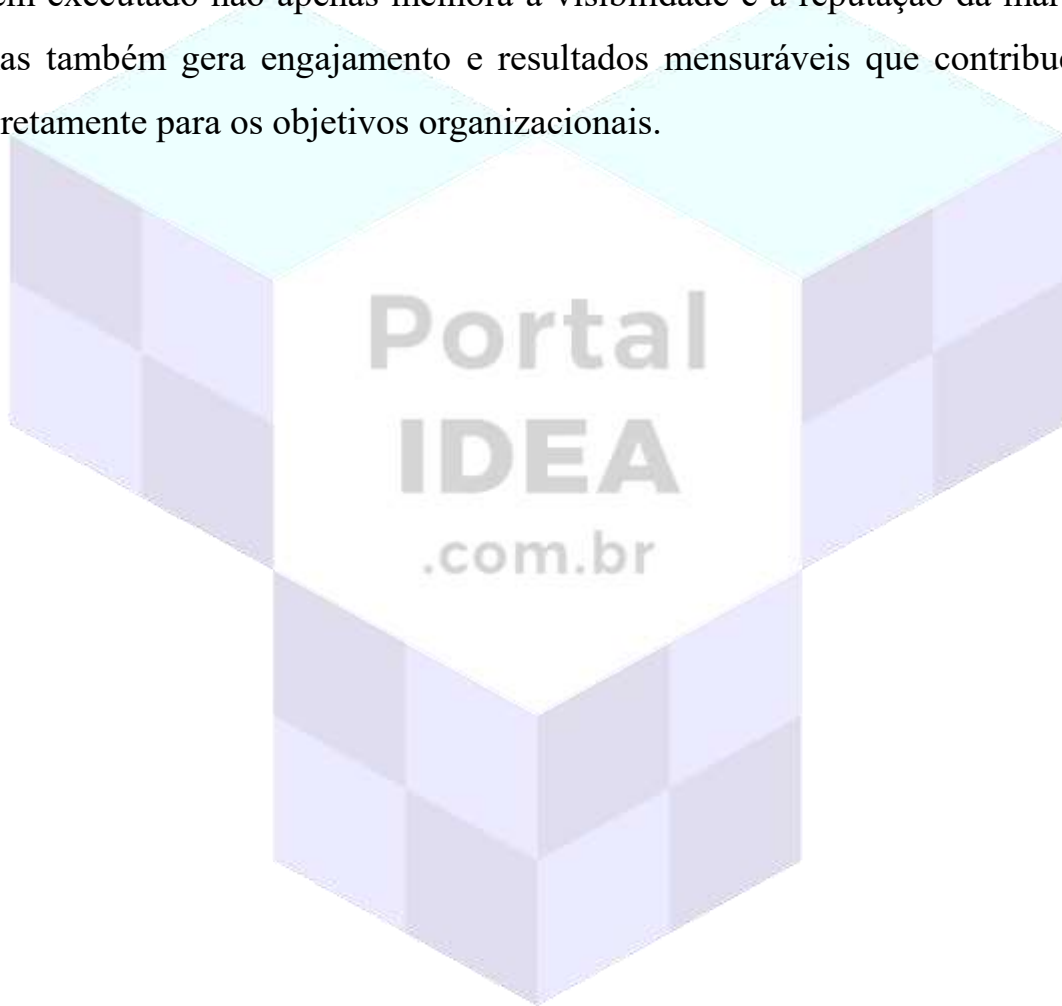 em executado não apenas melhora a visibilidade e a reputação da mar
as também gera engajamento e resultados mensuráveis que contribu
retamente para os objetivos organizacionais.
Portal
IDEA
.com.br